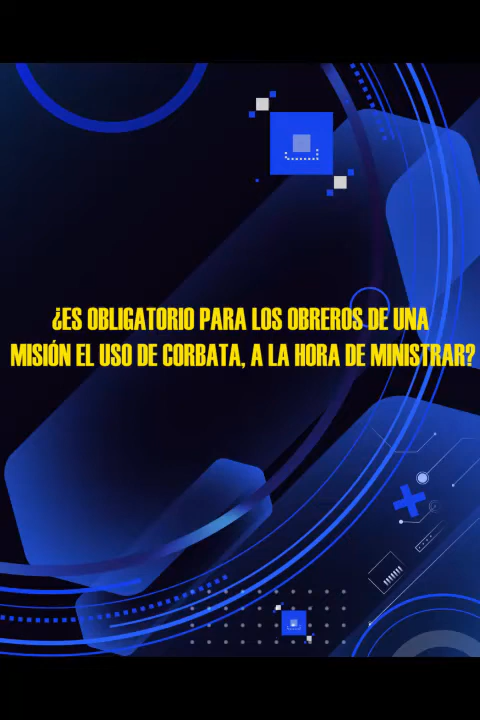 ¿ES OBLIGATORIO PARA LOS OBREROS DE UNA
MISIÓN EL USO DE CORBATA, A LA HORA DE MINISTRAR?